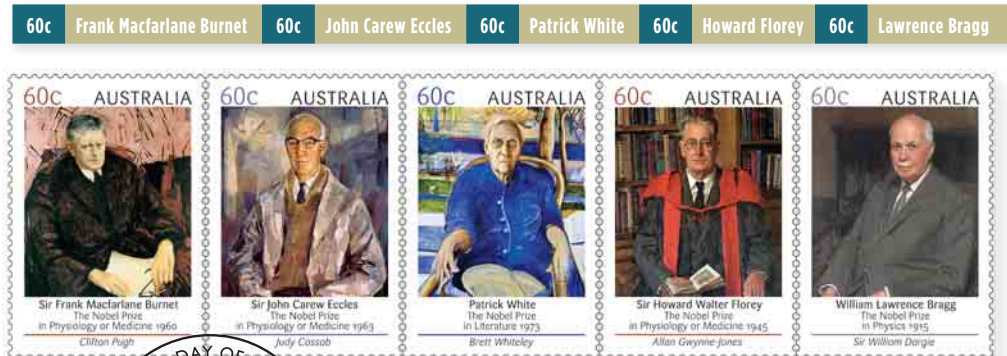 60c Frank Macfarlane Burnet 60c John Carew Eccles 60c Patrick White 60c Howard Florey 60c Lawrence Bragg
60c AUSTRALIA
Sir Frank Macfarlane Burnet
The Nobel Prize
in Physiology or Medicine 1960
Clifton Pugh
60c AUSTRALIA
Sir John Carew Eccles
The Nobel Prize
in Physiology or Medicine 1963
Judy Cassab
60c AUSTRALIA
Patrick White
The Nobel Prize
in Literature 1973
Brett Whiteley
60c AUSTRALIA
Sir Howard Walter Florey
The Nobel Prize
in Physiology or Medicine 1945
Allan Gwynne-Jones
60c AUSTRALIA
William Lawrence Bragg
The Nobel Prize
in Physics 1915
Sir William Dargie
DAY OF